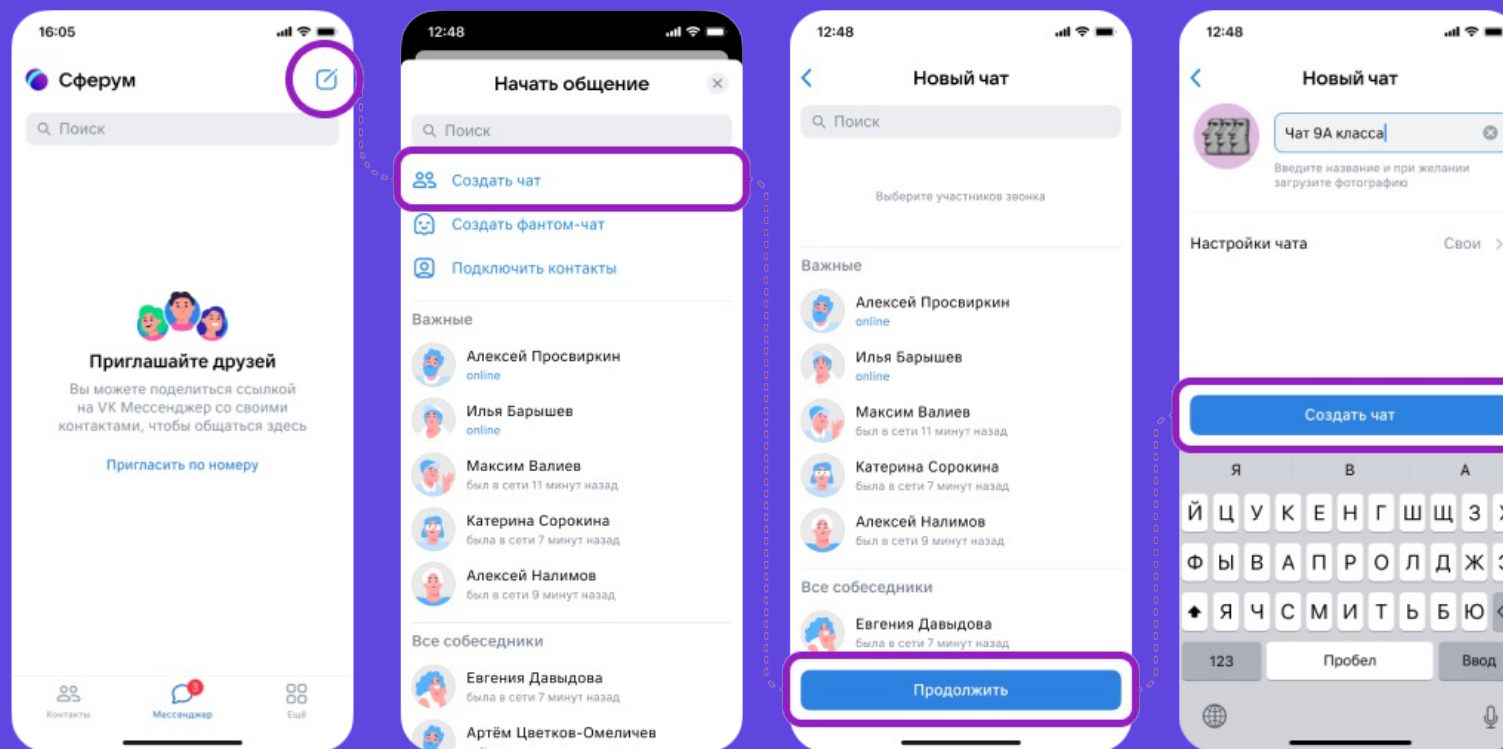 16:05
Сферум
Поиск
Приглашайте друзей
Вы можете поделиться ссылкой
на VK Мессенджер со своими
контактами, чтобы общаться здесь
Пригласить по номеру
3
Контакты
Мессенджер
Ещё
12:48
Начать общение
Поиск
Создать чат
Создать фантом-чат
Подключить контакты
Важные
Алексей Просвиркин
online
Илья Барышев
online
Максим Валиев
был в сети 11 минут назад
Катерина Сорокина
была в сети 7 минут назад
Алексей Налимов
был в сети 9 минут назад
Все собеседники
Евгения Давыдова
была в сети 7 минут назад
Артём Цветков-Омеличев
12:48
Новый чат
Поиск
Выберите участников звонка
Важные
Алексей Просвиркин
online
Илья Барышев
online
Максим Валиев
был в сети 11 минут назад
Катерина Сорокина
была в сети 7 минут назад
Алексей Налимов
был в сети 9 минут назад
Все собеседники
Евгения Давыдова
была в сети 7 минут назад
Продолжить
12:48
Новый чат
Чат 9А класса
Введите название и при желании
загрузите фотографию
Настройки чата Свои
Создать чат
Я В А
Й Ц У К Е Н Г Ш Щ З
Ф Ы В А П Р О Л Д Ж
Я Ч С М И Т Ь Б Ю
123 Пробел Ввод